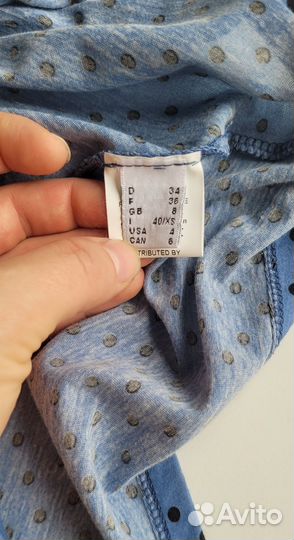 D 34
F 36
GB 8
I 40/XS
USA 4
CAN 6
TRIBUTED BY
Avito